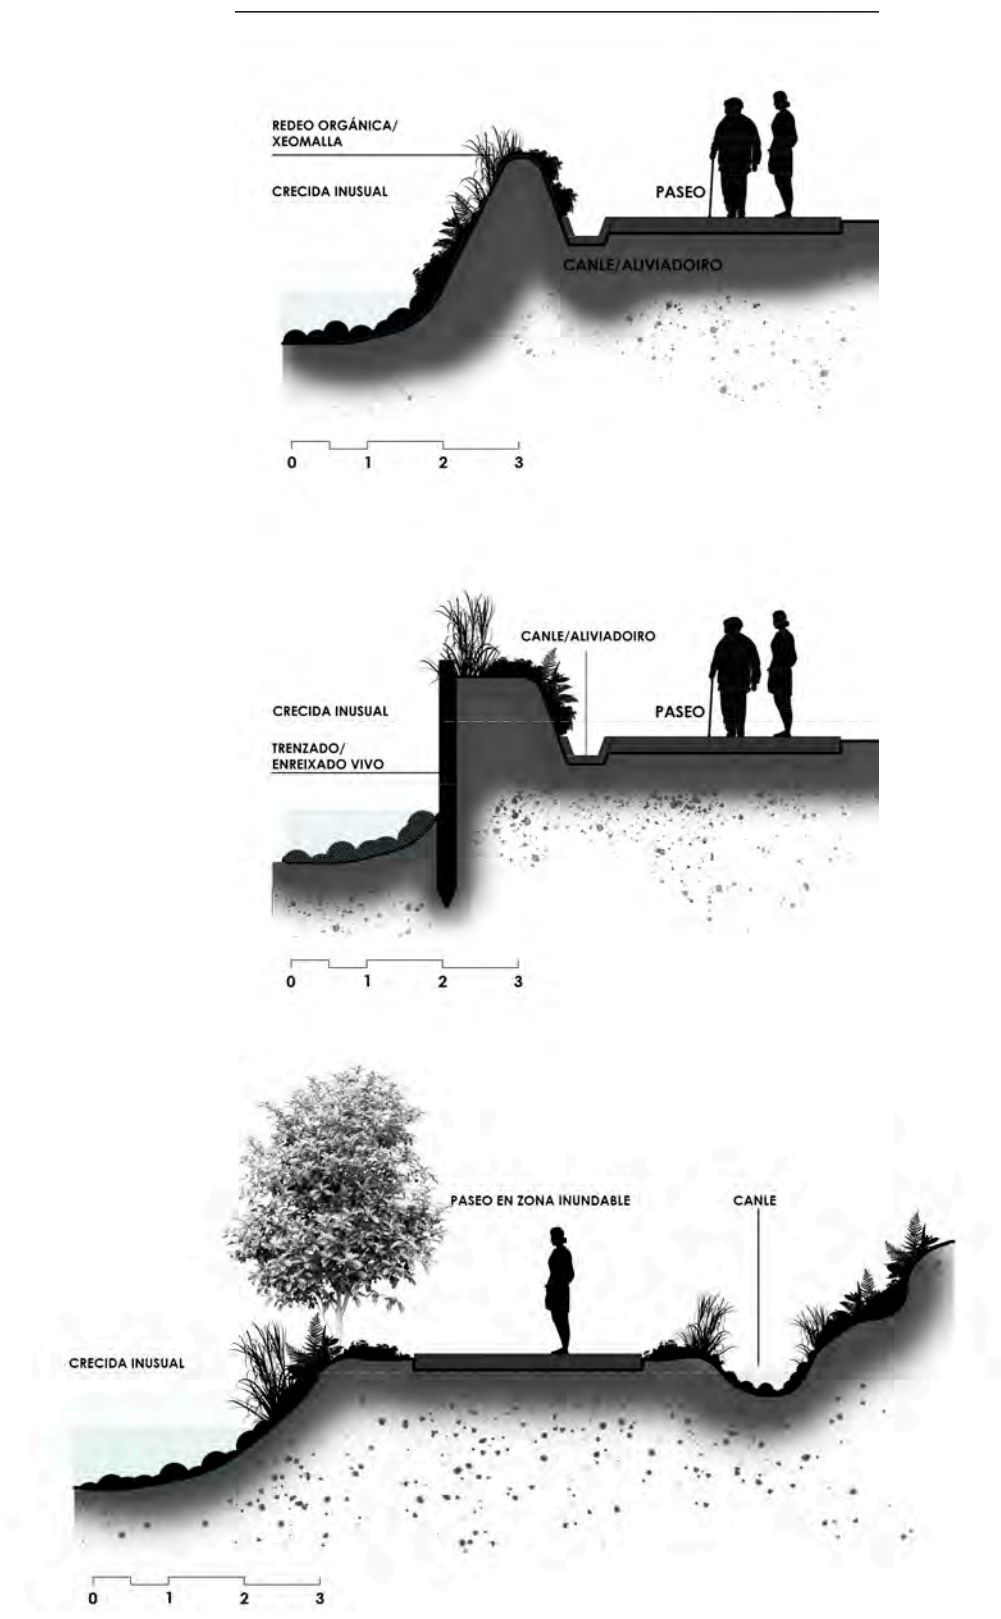 REDEO ORGÁNICA/
XEOMALLA
CRECIDA INUSUAL
PASEO
CANLE/ALIVIADOIRO
0 1 2 3
CANLE/ALIVIADOIRO
CRECIDA INUSUAL
PASEO
TRENZADO/
ENREIXADO VIVO
0 1 2 3
PASEO EN ZONA INUNDABLE
CANLE
CRECIDA INUSUAL
0 1 2 3